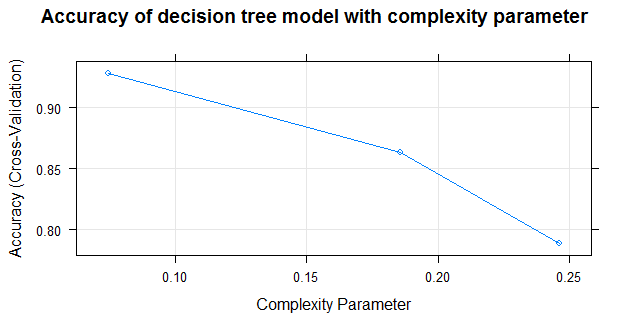 Accuracy of decision tree model with complexity parameter
Accuracy (Cross-Validation)
0.90
0.85
0.80
0.10
0.15
0.20
0.25
Complexity Parameter